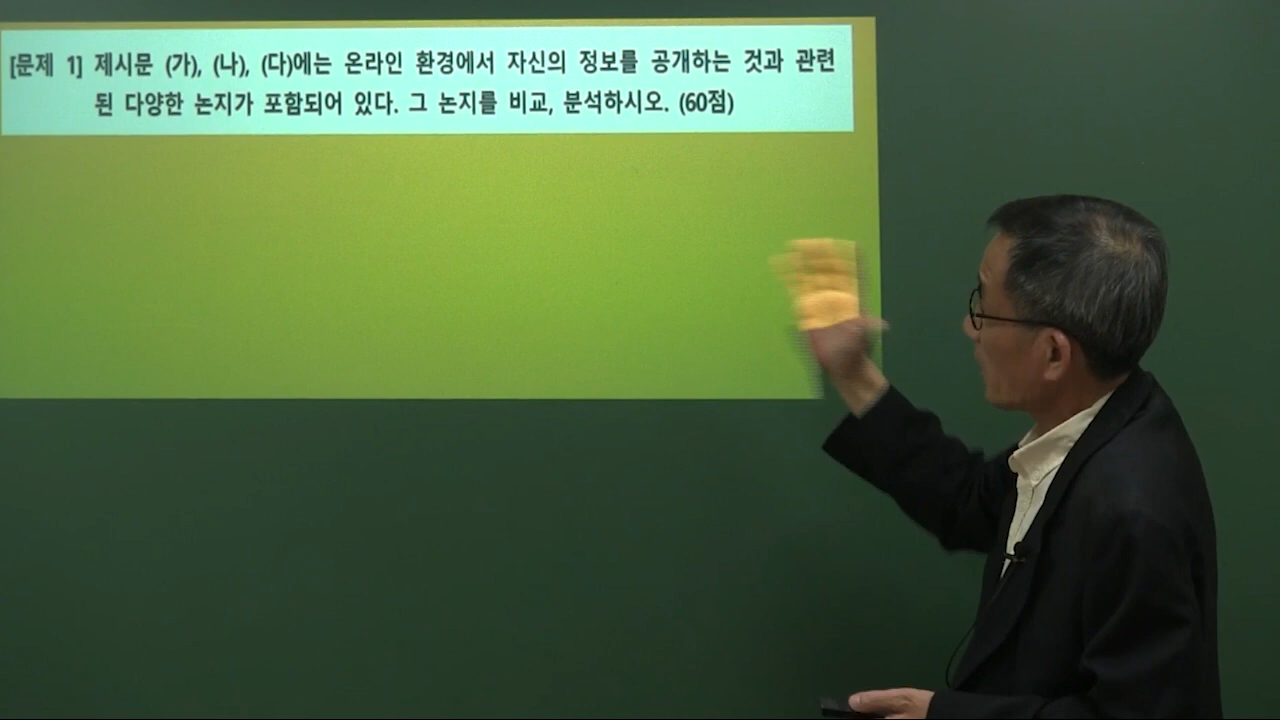 [문제 1] 제시문 (가), (나), (다)에는 온라인 환경에서 자신의 정보를 공개하는 것과 관련
된 다양한 논지가 포함되어 있다. 그 논지를 비교, 분석하시오. (60점)